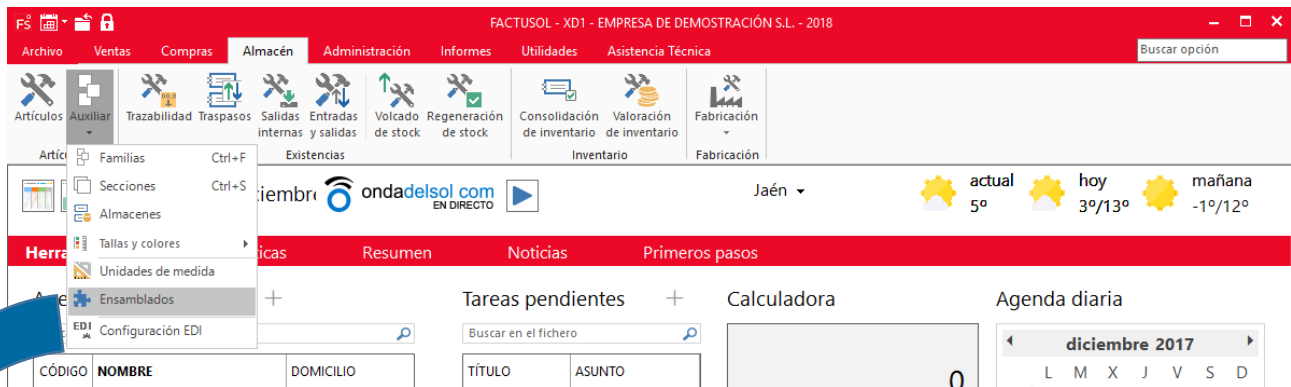 FS
FACTUSOL - XD1 - EMPRESA DE DEMOSTRACIÓN S.L. - 2018
Archivo Ventas Compras Almacén Administración Informes Utilidades Asistencia Técnica Buscar opción
Artículos Auxiliar Trazabilidad Traspasos Salidas internas Entradas y salidas Volcado de stock Regeneración de stock Consolidación de inventario Valoración de inventario Fabricación
Existencias Inventario Fabricación
Familias Ctrl+F
Secciones Ctrl+S
Almacenes
Tallas y colores
Unidades de medida
Ensamblados
EDI Configuración EDI
ondadelsol com
EN DIRECTO
Jaén
actual
5º
hoy
3º/13º
mañana
-1º/12º
Resumen Noticias Primeros pasos
Tareas pendientes
Calculadora
Agenda diaria
Buscar en el fichero
0
diciembre 2017
L M X J V S D
CÓDIGO NOMBRE DOMICILIO TÍTULO ASUNTO